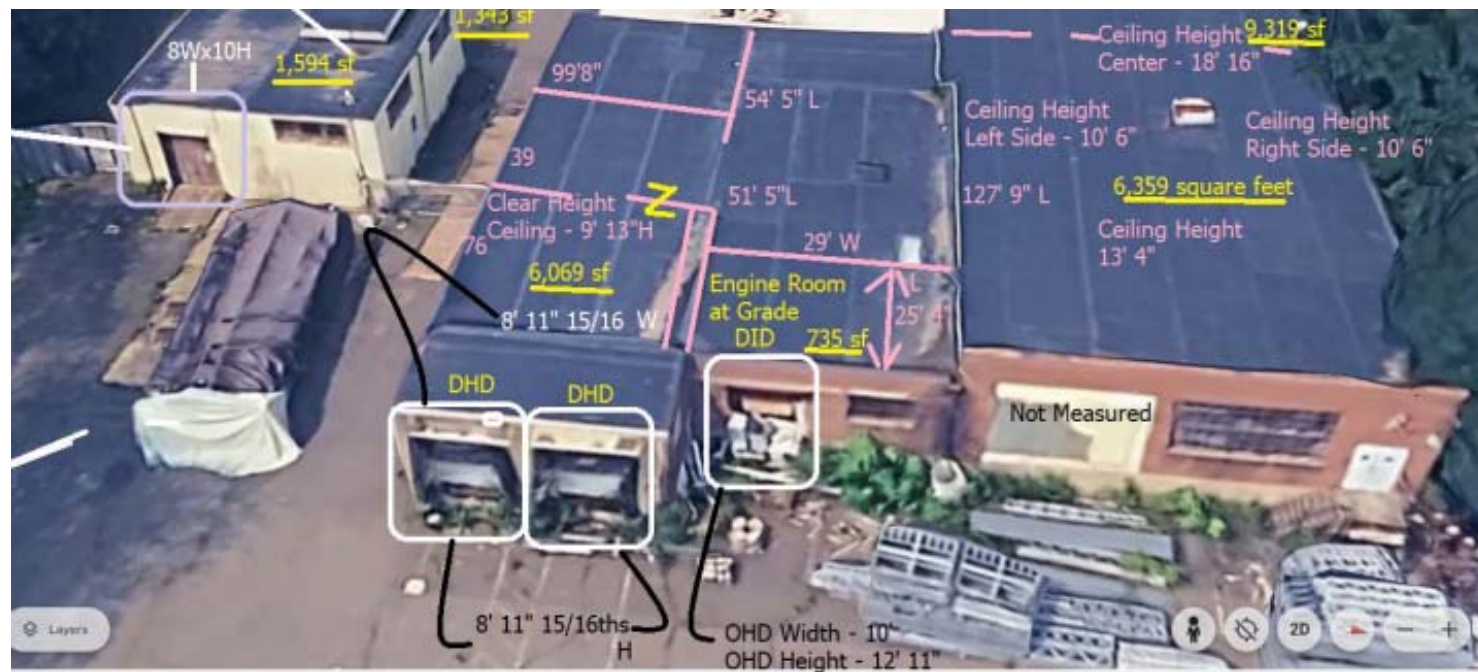 1,343 sf
8Wx10H
1,594 sf
99'8"
54' 5" L
Ceiling Height
Center - 18' 16"
9,319 sf
Ceiling Height
Left Side - 10' 6"
Ceiling Height
Right Side - 10' 6"
39
Clear Height
Ceiling - 9' 13"H
Z
51' 5"L
127' 9" L
6,359 square feet
76
29' W
Ceiling Height
13' 4"
6,069 sf
Engine Room
at Grade
DID
735 sf
L
25' 4"
8' 11" 15/16 W
DHD
DHD
Not Measured
8' 11" 15/16ths
H
OHD Width - 10'
OHD Height - 12' 11"
Layers
2D